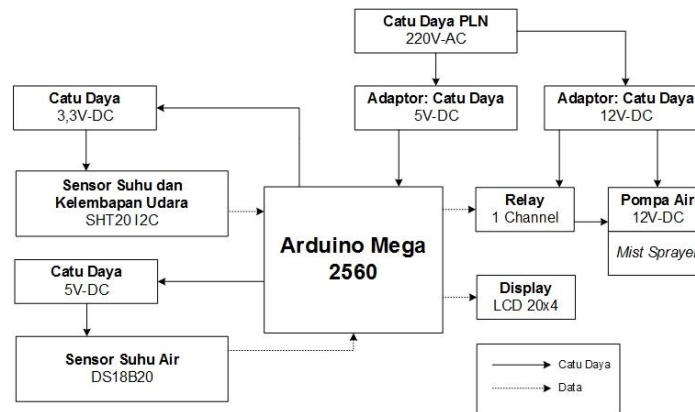 Catu Daya PLN
220V-AC
Catu Daya
3,3V-DC
Adaptor: Catu Daya
5V-DC
Adaptor: Catu Daya
12V-DC
Sensor Suhu dan
Kelembapan Udara
SHT20 I2C
Arduino Mega
2560
Relay
1 Channel
Pompa Air
12V-DC
Mist Sprayer
Catu Daya
5V-DC
Display
LCD 20x4
Sensor Suhu Air
DS18B20
Catu Daya
Data